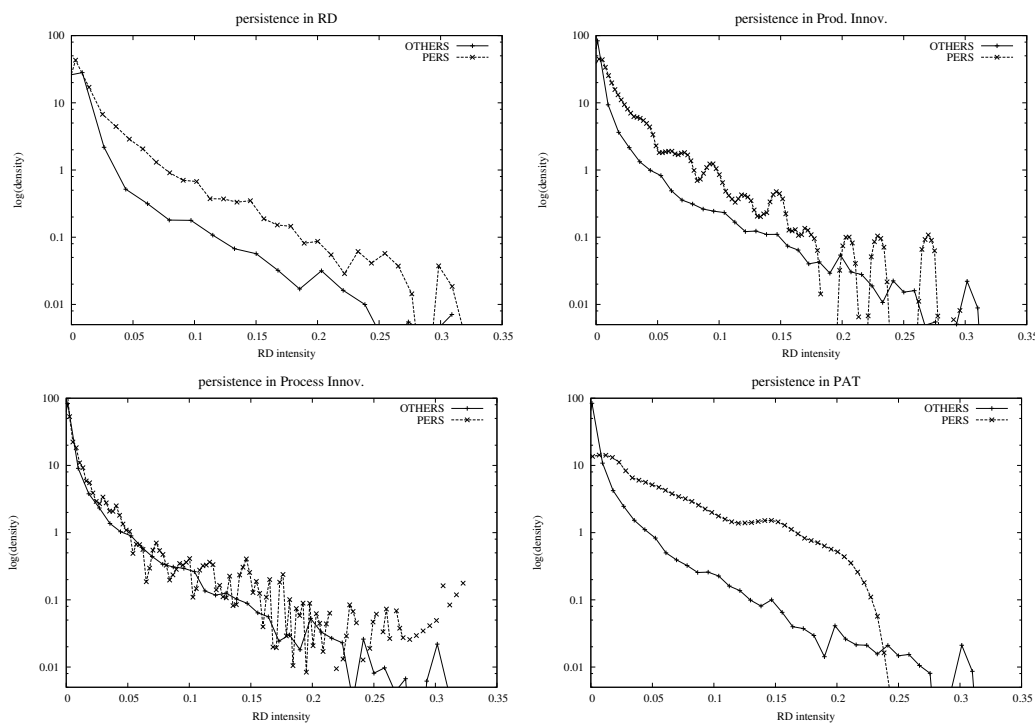 persistence in RD
100
10
1
0.1
0.01
0
0.05
0.1
0.15
0.2
0.25
0.3
0.35
log(density)
RD intensity
OTHERS
PERS
persistence in Prod. Innov.
100
10
1
0.1
0.01
0
0.05
0.1
0.15
0.2
0.25
0.3
0.35
log(density)
RD intensity
OTHERS
PERS
persistence in Process Innov.
100
10
1
0.1
0.01
0
0.05
0.1
0.15
0.2
0.25
0.3
0.35
log(density)
RD intensity
OTHERS
PERS
persistence in PAT
100
10
1
0.1
0.01
0
0.05
0.1
0.15
0.2
0.25
0.3
0.35
log(density)
RD intensity
OTHERS
PERS